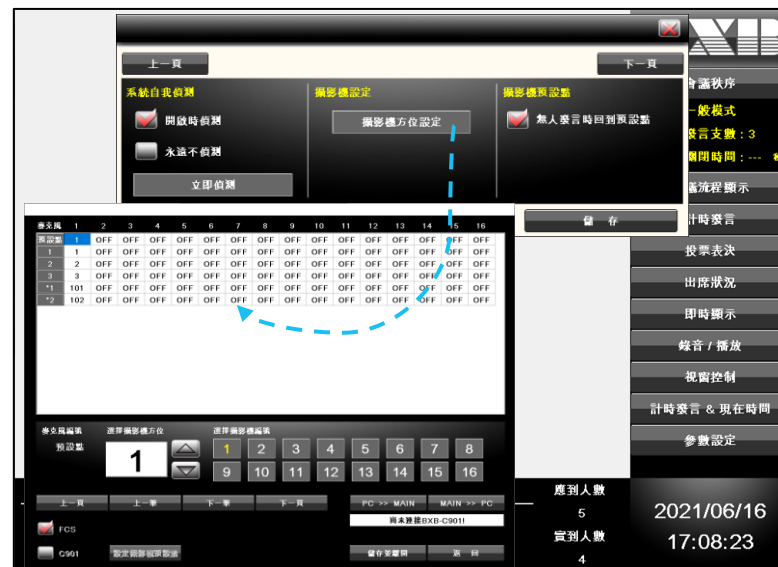 上一頁
下一頁
系統自我偵測
攝影機設定
攝影機預設點
開啟時偵測
攝影機方位設定
無人發言時回到預設點
永遠不偵測
立即偵測
儲 存
會議秩序
一般模式
發言支數：3
關閉時間：---
議流程顯示
計時發言
投票表決
出席狀況
即時顯示
錄音 / 播放
視窗控制
計時發言 & 現在時間
參數設定
麥克風 1 2 3 4 5 6 7 8 9 10 11 12 13 14 15 16
預設點 1 OFF OFF OFF OFF OFF OFF OFF OFF OFF OFF OFF OFF OFF OFF OFF
1 1 OFF OFF OFF OFF OFF OFF OFF OFF OFF OFF OFF OFF OFF OFF OFF
2 2 OFF OFF OFF OFF OFF OFF OFF OFF OFF OFF OFF OFF OFF OFF OFF
3 3 OFF OFF OFF OFF OFF OFF OFF OFF OFF OFF OFF OFF OFF OFF OFF
*1 101 OFF OFF OFF OFF OFF OFF OFF OFF OFF OFF OFF OFF OFF OFF OFF
*2 102 OFF OFF OFF OFF OFF OFF OFF OFF OFF OFF OFF OFF OFF OFF OFF
麥克風編號 選擇攝影機方位 選擇攝影機編號
預設點 1
1 2 3 4 5 6 7 8
9 10 11 12 13 14 15 16
上一頁 上一筆 下一筆 下一頁 PC >> MAIN MAIN >> PC
尚未連接BXB-C901!
FCS
C901 設定攝影機預設點 儲存並離開 返 回
應到人數
5
實到人數
4
2021/06/16
17:08:23